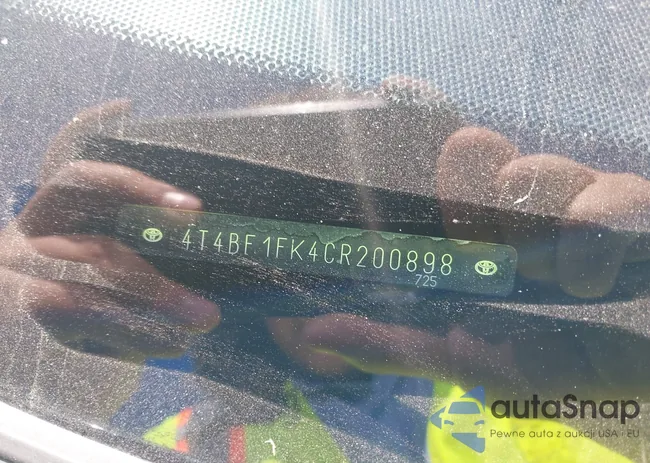 4T4BF1FK4CR200898
725
autaSnap
Pewne auta z aukcji USA - EU